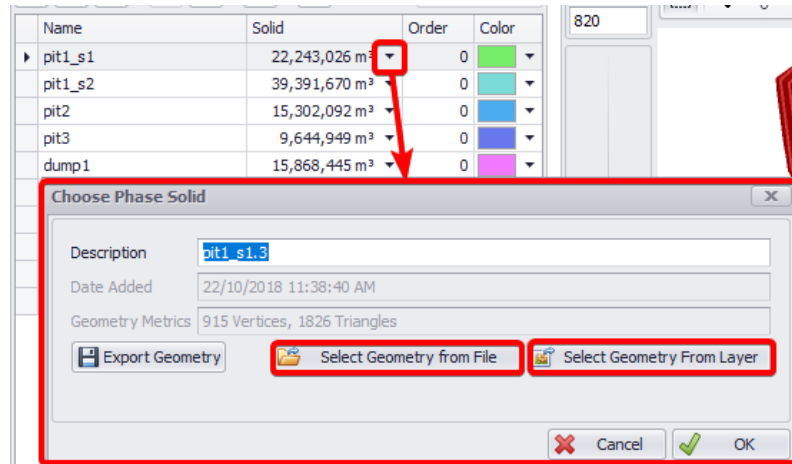 Name Solid Order Color 820
pit1_s1 22,243,026 m³ 0
pit1_s2 39,391,670 m³ 0
pit2 15,302,092 m³ 0
pit3 9,644,949 m³ 0
dump1 15,868,445 m³ 0
Choose Phase Solid
Description pit1_s1.3
Date Added 22/10/2018 11:38:40 AM
Geometry Metrics 915 Vertices, 1826 Triangles
Export Geometry Select Geometry from File Select Geometry From Layer
Cancel OK